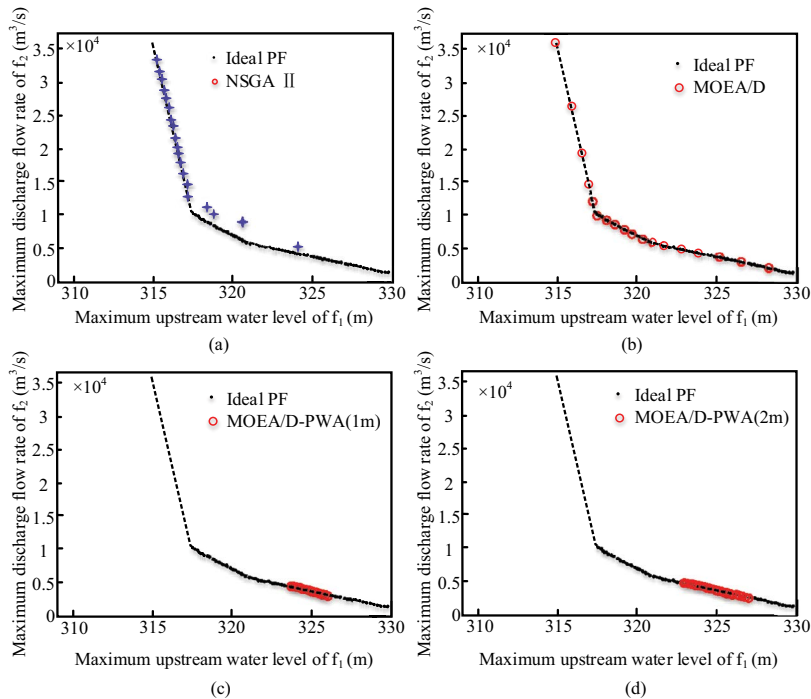 Maximum discharge flow rate of f₂ (m³/s)
×10⁴
3.5
3
2.5
2
1.5
1
0.5
0
310
315
320
325
330
Ideal PF
NSGA Ⅱ
Maximum upstream water level of f₁ (m)
(a)
Maximum discharge flow rate of f₂ (m³/s)
×10⁴
3.5
3
2.5
2
1.5
1
0.5
0
310
315
320
325
330
Ideal PF
MOEA/D
Maximum upstream water level of f₁ (m)
(b)
Maximum discharge flow rate of f₂ (m³/s)
×10⁴
3.5
3
2.5
2
1.5
1
0.5
0
310
315
320
325
330
Ideal PF
MOEA/D-PWA(1m)
Maximum upstream water level of f₁ (m)
(c)
Maximum discharge flow rate of f₂ (m³/s)
×10⁴
3.5
3
2.5
2
1.5
1
0.5
0
310
315
320
325
330
Ideal PF
MOEA/D-PWA(2m)
Maximum upstream water level of f₁ (m)
(d)